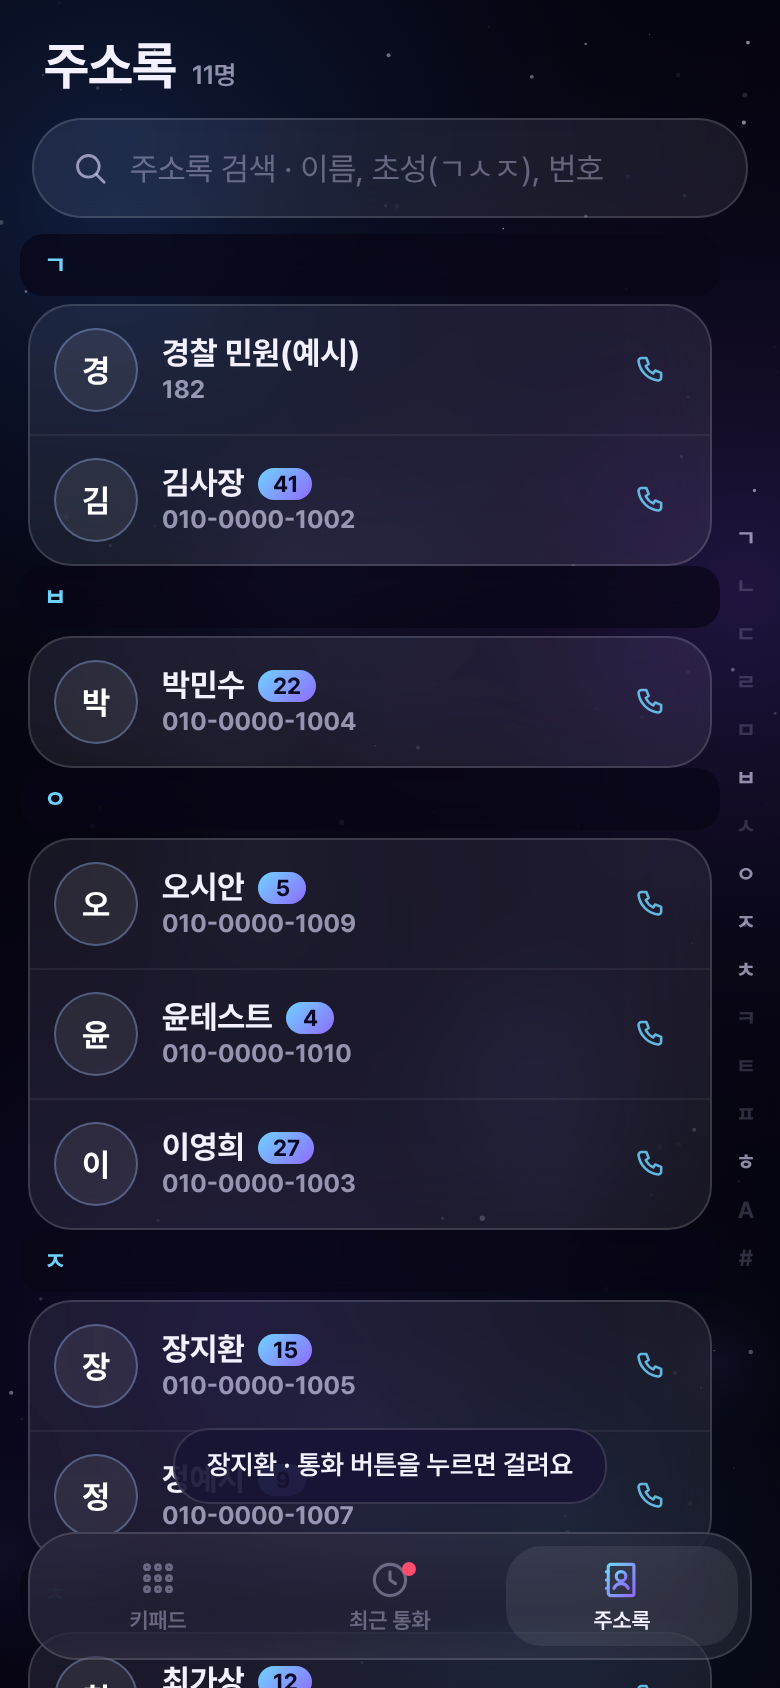 주소록 11명
주소록 검색 · 이름, 초성(ㄱㅅㅈ), 번호
ㄱ
경
경찰 민원(예시)
182
김
김사장 41
010-0000-1002
ㅂ
박
박민수 22
010-0000-1004
ㅇ
오
오시안 5
010-0000-1009
윤
윤테스트 4
010-0000-1010
이
이영희 27
010-0000-1003
ㅈ
장
장지환 15
010-0000-1005
장지환 · 통화 버튼을 누르면 걸려요
정
정예시 9
010-0000-1007
ㅊ
최가상 12
ㄱ
ㄴ
ㄷ
ㄹ
ㅁ
ㅂ
ㅅ
ㅇ
ㅈ
ㅊ
ㅋ
ㅌ
ㅍ
ㅎ
A
#
키패드
최근 통화
주소록